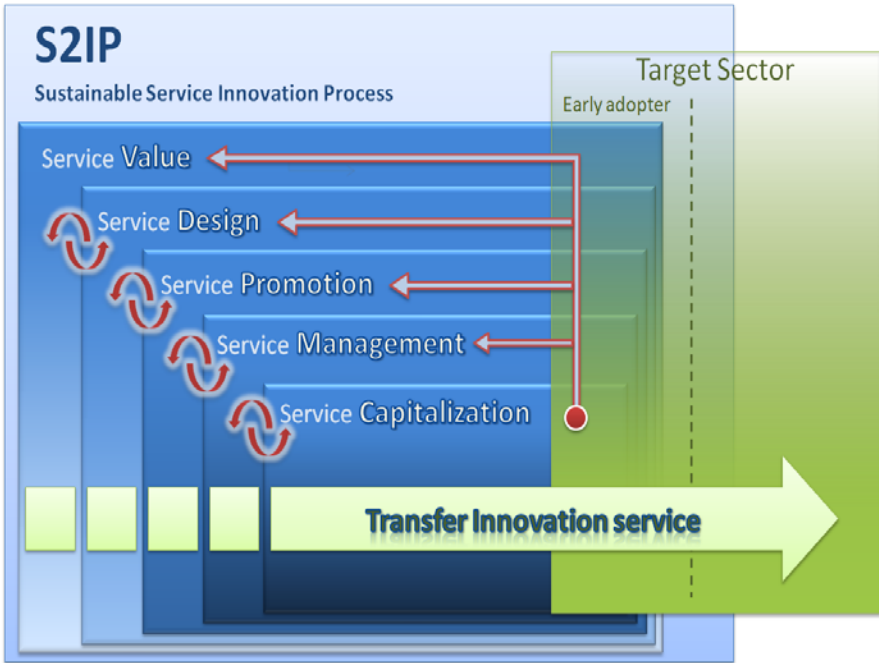 S2IP
Sustainable Service Innovation Process
Target Sector
Early adopter
Service Value
Service Design
Service Promotion
Service Management
Service Capitalization
Transfer Innovation service